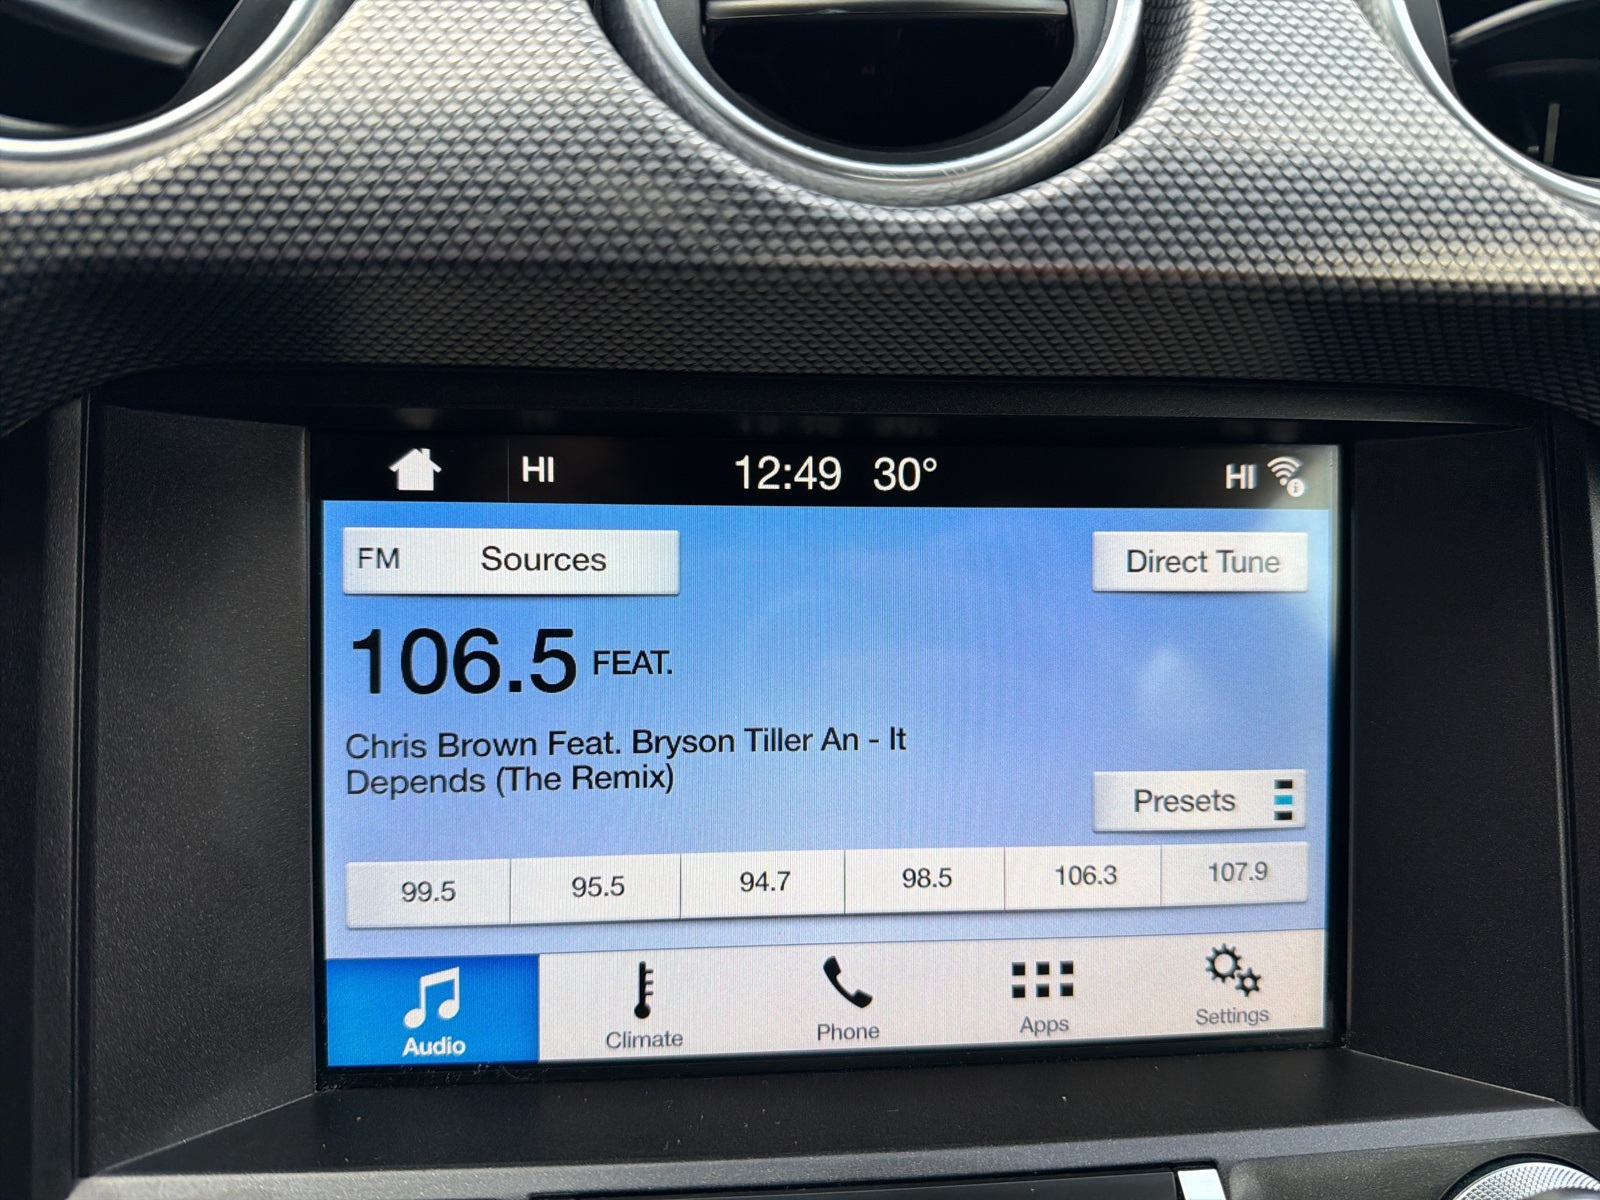 HI 12:49 30° HI
FM Sources Direct Tune
106.5 FEAT.
Chris Brown Feat. Bryson Tiller An - It
Depends (The Remix)
Presets
99.5 95.5 94.7 98.5 106.3 107.9
Audio Climate Phone Apps Settings